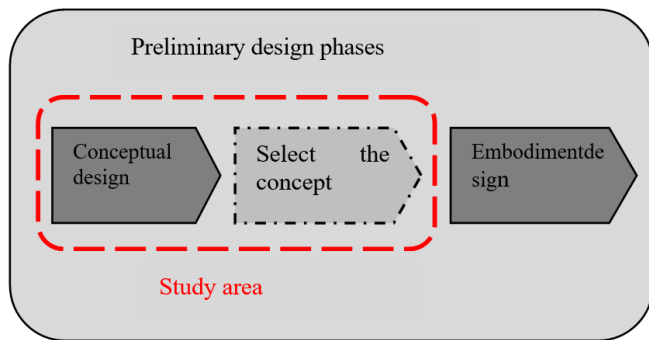 Preliminary design phases
Conceptual
design
Select the
concept
Embodimentde
sign
Study area